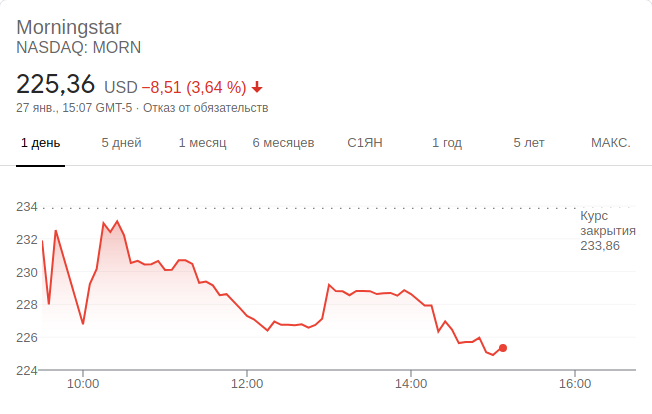 Morningstar
NASDAQ: MORN
225,36 USD −8,51 (3,64 %)
27 янв., 15:07 GMT-5 · Отказ от обязательств
1 день 5 дней 1 месяц 6 месяцев С1ЯН 1 год 5 лет МАКС.
234
Курс
закрытия
233,86
232
230
228
226
224
10:00 12:00 14:00 16:00